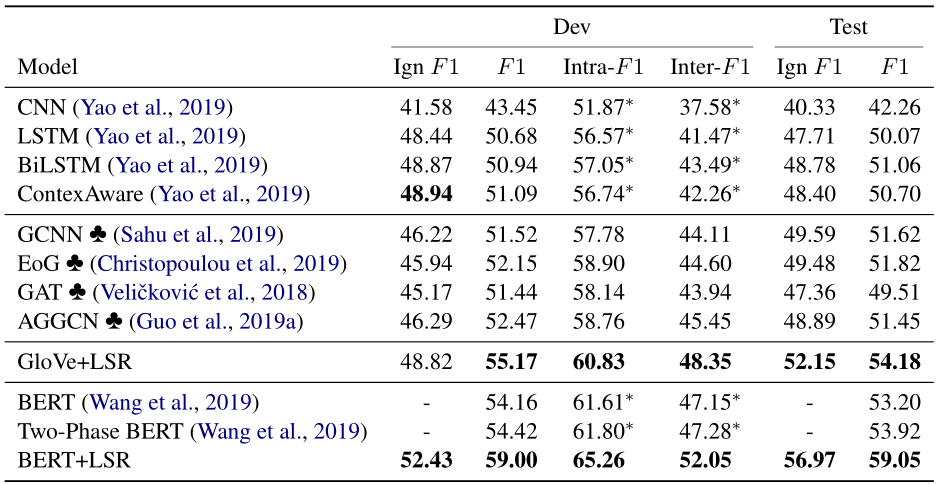 Dev Test
Model Ign F1 F1 Intra-F1 Inter-F1 Ign F1 F1
CNN (Yao et al., 2019) 41.58 43.45 51.87* 37.58* 40.33 42.26
LSTM (Yao et al., 2019) 48.44 50.68 56.57* 41.47* 47.71 50.07
BiLSTM (Yao et al., 2019) 48.87 50.94 57.05* 43.49* 48.78 51.06
ContexAware (Yao et al., 2019) 48.94 51.09 56.74* 42.26* 48.40 50.70
GCNN ♣ (Sahu et al., 2019) 46.22 51.52 57.78 44.11 49.59 51.62
EoG ♣ (Christopoulou et al., 2019) 45.94 52.15 58.90 44.60 49.48 51.82
GAT ♣ (Veličković et al., 2018) 45.17 51.44 58.14 43.94 47.36 49.51
AGGCN ♣ (Guo et al., 2019a) 46.29 52.47 58.76 45.45 48.89 51.45
GloVe+LSR 48.82 55.17 60.83 48.35 52.15 54.18
BERT (Wang et al., 2019) - 54.16 61.61* 47.15* - 53.20
Two-Phase BERT (Wang et al., 2019) - 54.42 61.80* 47.28* - 53.92
BERT+LSR 52.43 59.00 65.26 52.05 56.97 59.05